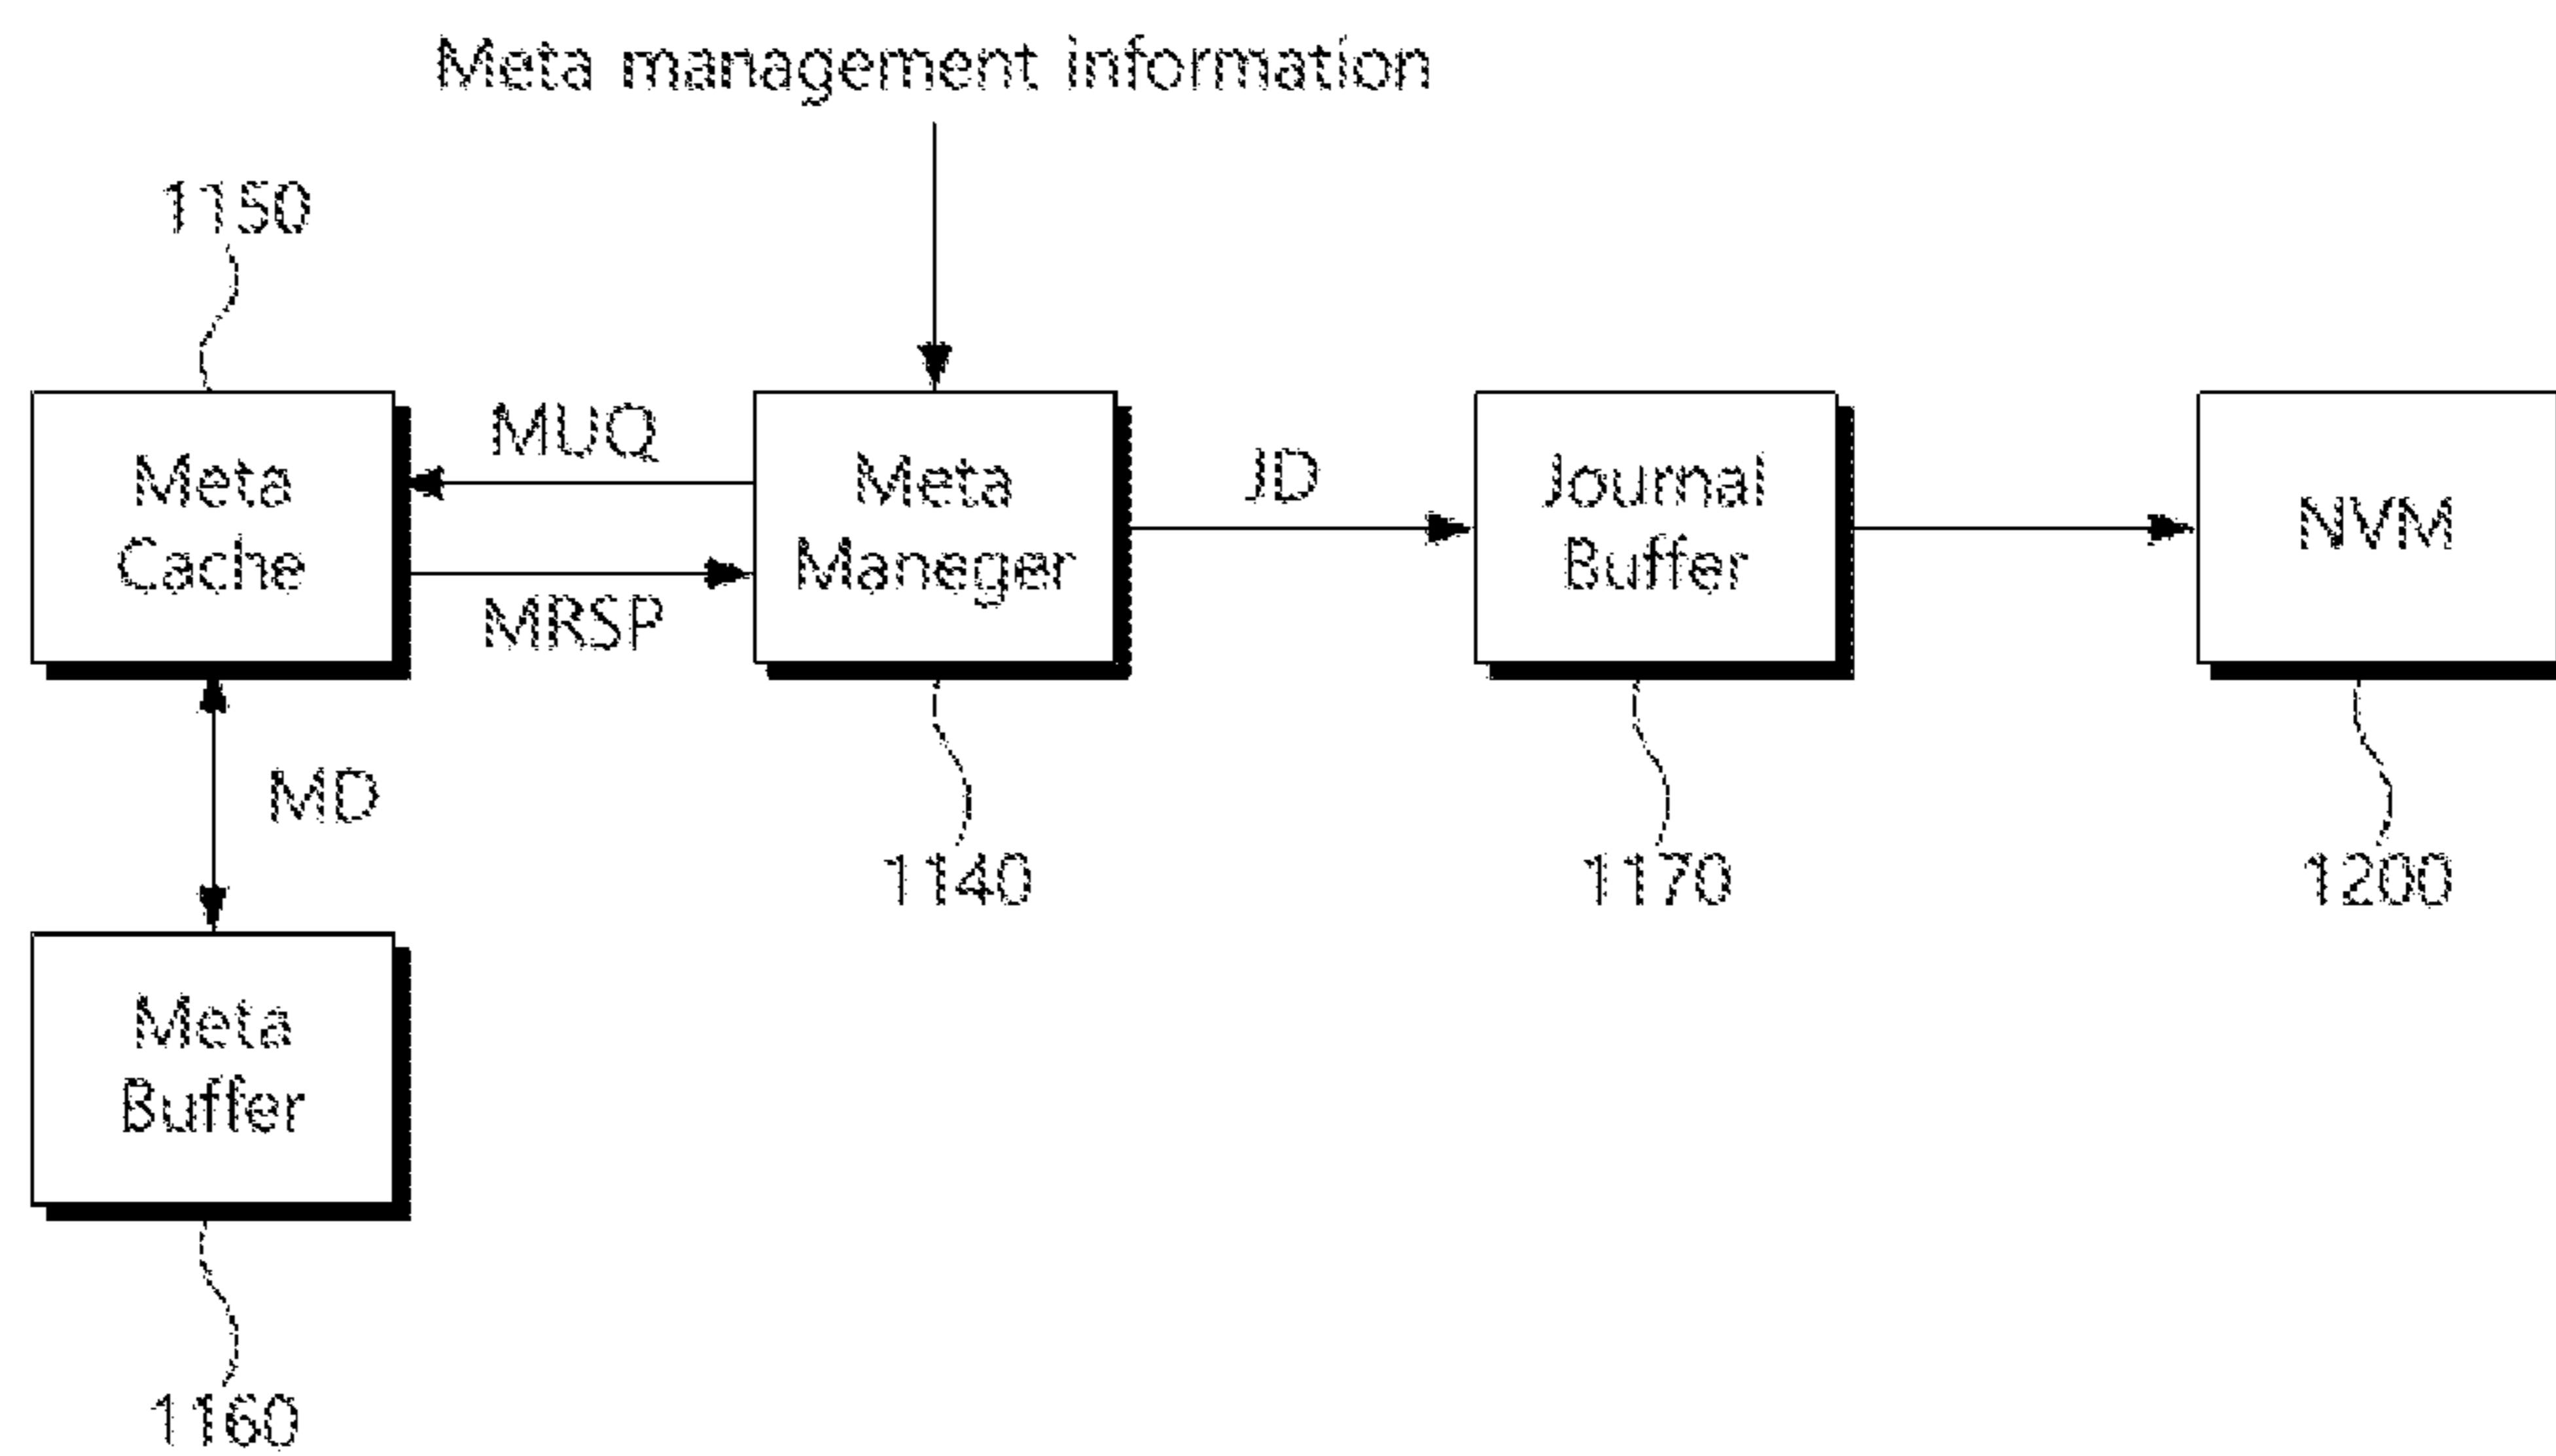 Meta management information
1150
Meta
Cache
MUQ
MRSP
Meta
Maneger
JD
Journal
Buffer
NVM
MD
1140
1170
1200
Meta
Buffer
1160